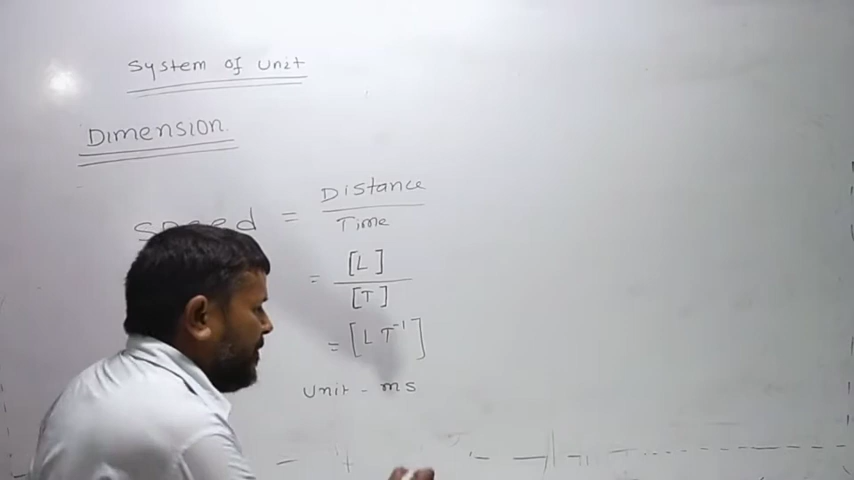 System of unit
Dimension.
speed = Distance
Time
= [L]
[T]
= [L T⁻¹]
Unit - ms